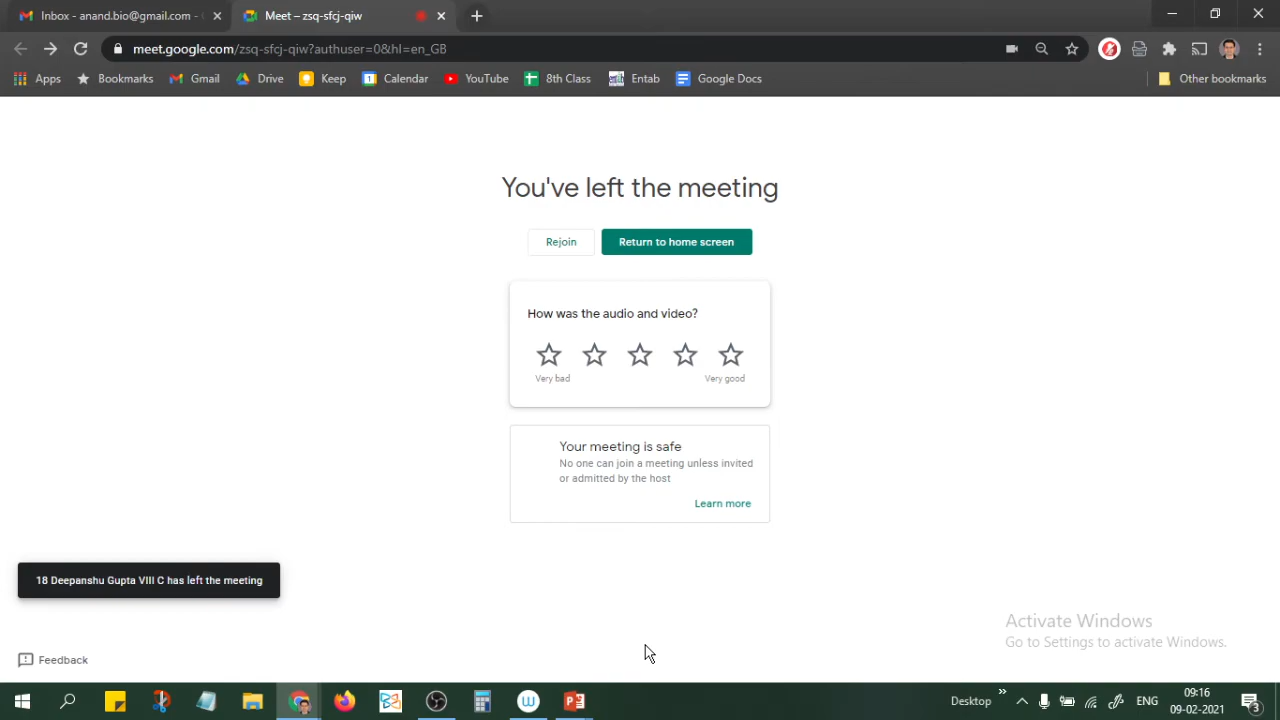 Inbox - anand.bio@gmail.com -
Meet – zsq-sfcj-qiw
meet.google.com/zsq-sfcj-qiw?authuser=0&hl=en_GB
Apps
Bookmarks
Gmail
Drive
Keep
Calendar
YouTube
8th Class
Entab
Google Docs
Other bookmarks
You've left the meeting
Rejoin
Return to home screen
How was the audio and video?
Very bad
Very good
Your meeting is safe
No one can join a meeting unless invited
or admitted by the host
Learn more
18 Deepanshu Gupta VIII C has left the meeting
Activate Windows
Go to Settings to activate Windows.
Feedback
Desktop
ENG
09:16
09-02-2021
3